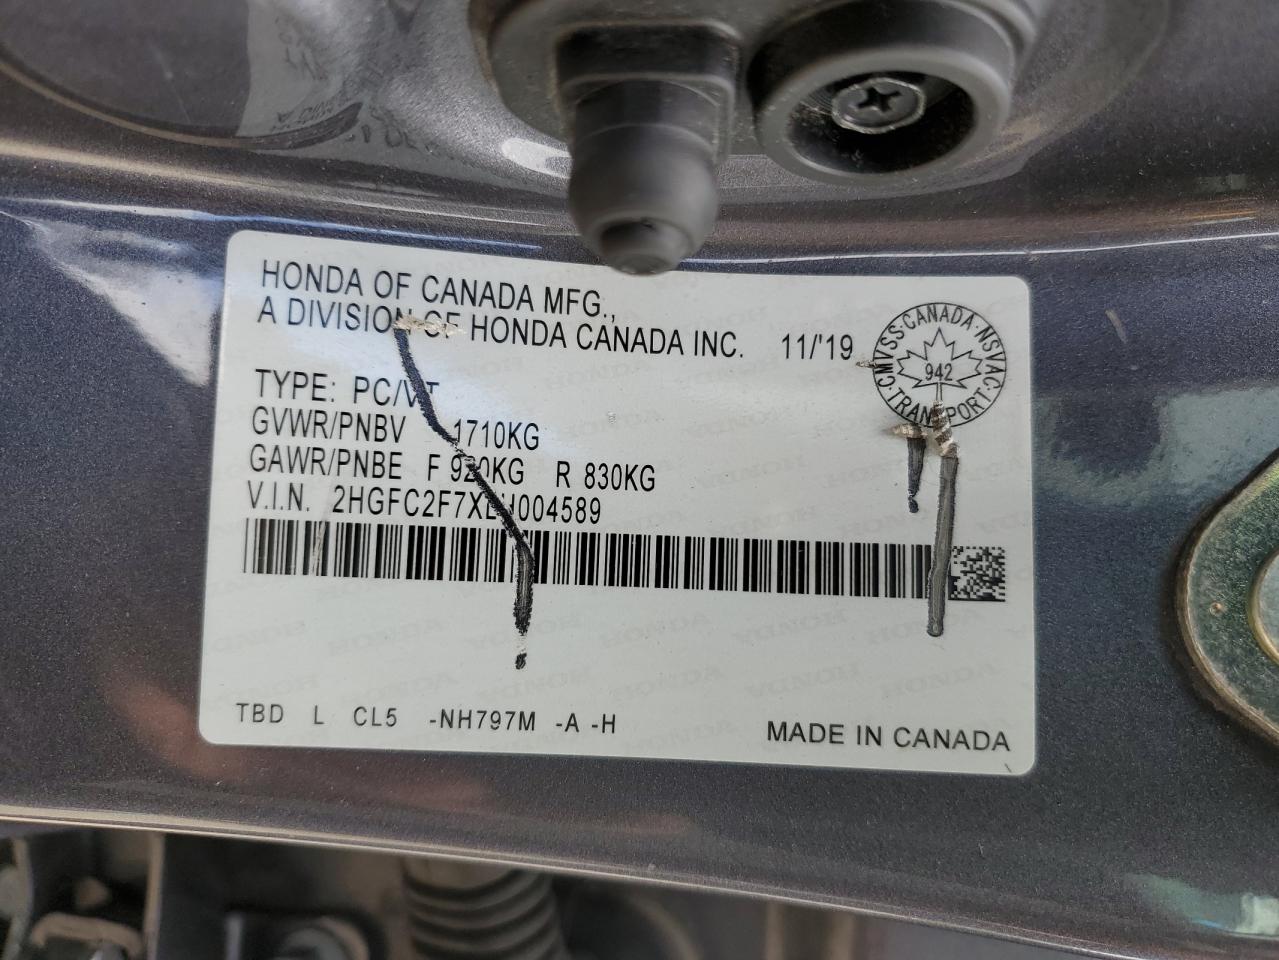 HONDA OF CANADA MFG.,
A DIVISION OF HONDA CANADA INC. 11/'19
CMVSS·CANADA·NSVAC·TRANSPORT·
942
TYPE: PC/VT
GVWR/PNBV 1710KG
GAWR/PNBE F 920KG R 830KG
V.I.N. 2HGFC2F7XLH004589
TBD L CL5 -NH797M -A -H
MADE IN CANADA